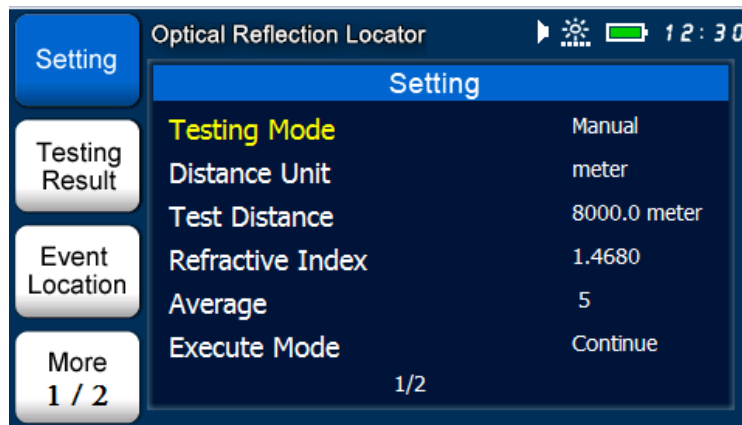 Setting
Optical Reflection Locator
12:30
Setting
Testing Mode Manual
Testing
Result
Distance Unit meter
Test Distance 8000.0 meter
Event
Location
Refractive Index 1.4680
Average 5
More
1 / 2
Execute Mode Continue
1/2